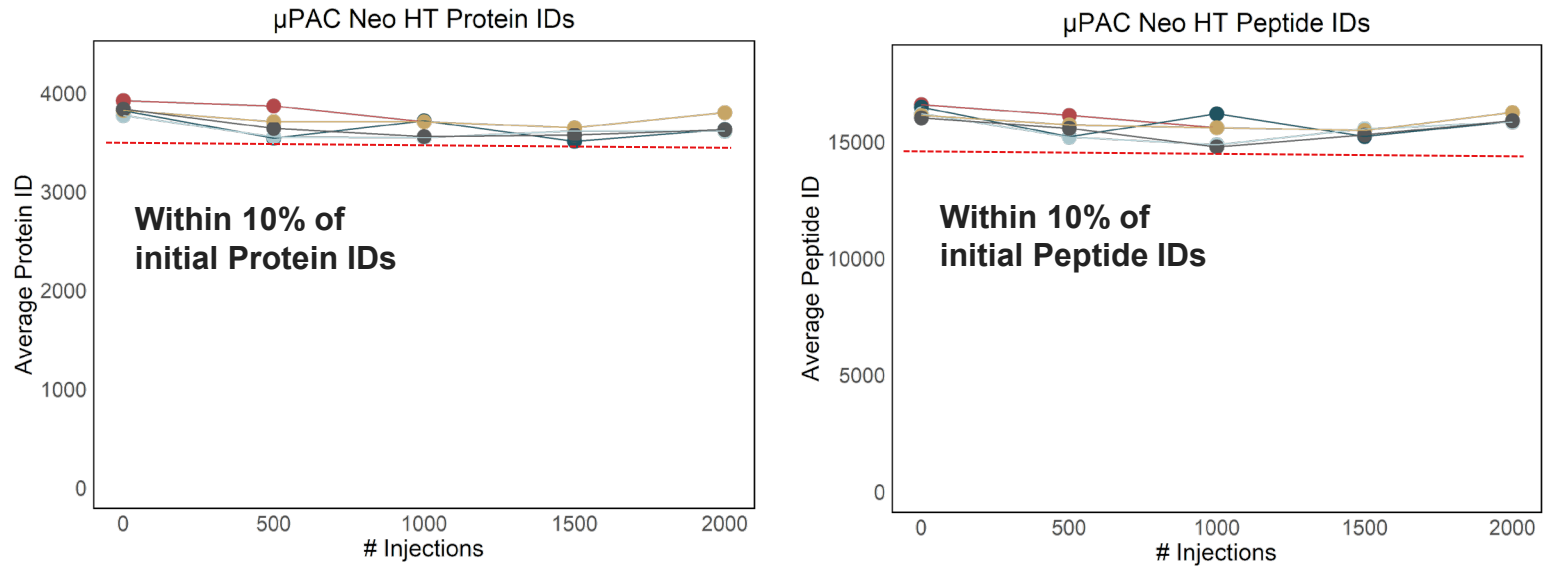 µPAC Neo HT Protein IDs
4000
3000
2000
1000
0
Average Protein ID
Within 10% of
initial Protein IDs
0 500 1000 1500 2000
# Injections
µPAC Neo HT Peptide IDs
15000
10000
5000
0
Average Peptide ID
Within 10% of
initial Peptide IDs
0 500 1000 1500 2000
# Injections